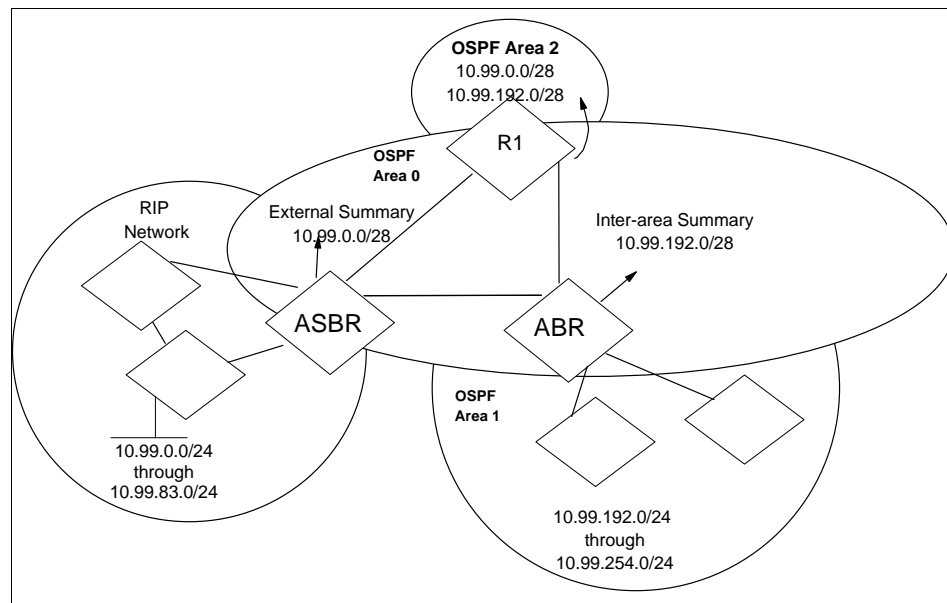 OSPF Area 2
10.99.0.0/28
10.99.192.0/28
R1
OSPF
Area 0
RIP
Network
External Summary
10.99.0.0/28
Inter-area Summary
10.99.192.0/28
ASBR
ABR
OSPF
Area 1
10.99.0.0/24
through
10.99.83.0/24
10.99.192.0/24
through
10.99.254.0/24